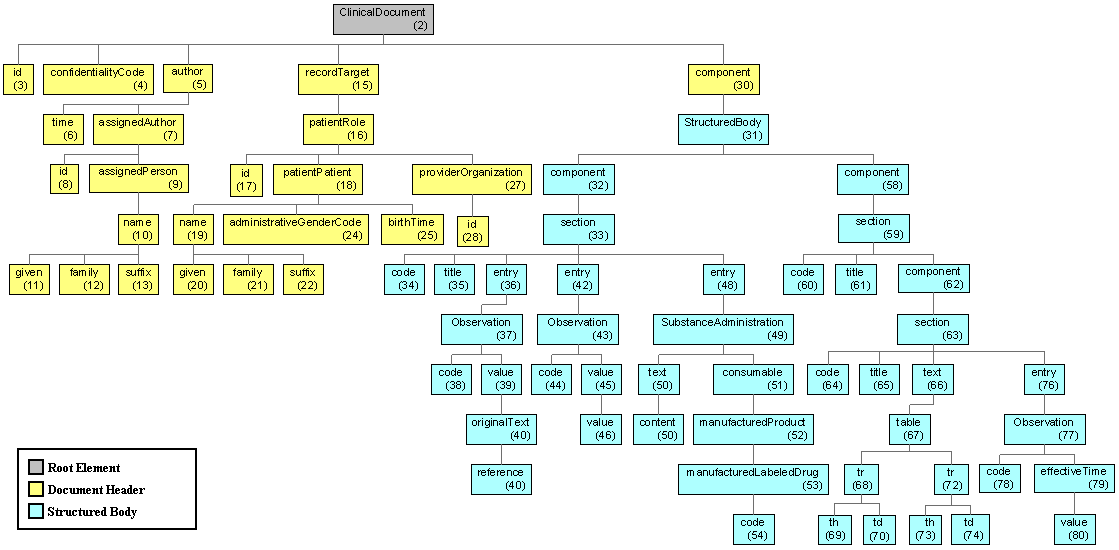 ClinicalDocument
(2)
id
(3)
confidentialityCode
(4)
author
(5)
recordTarget
(15)
component
(30)
time
(6)
assignedAuthor
(7)
patientRole
(16)
StructuredBody
(31)
id
(8)
assignedPerson
(9)
id
(17)
patientPatient
(18)
providerOrganization
(27)
component
(32)
component
(58)
name
(10)
name
(19)
administrativeGenderCode
(24)
birthTime
(25)
id
(28)
section
(33)
section
(59)
given
(11)
family
(12)
suffix
(13)
given
(20)
family
(21)
suffix
(22)
code
(34)
title
(35)
entry
(36)
entry
(42)
entry
(48)
code
(60)
title
(61)
component
(62)
Observation
(37)
Observation
(43)
SubstanceAdministration
(49)
section
(63)
code
(38)
value
(39)
code
(44)
value
(45)
text
(50)
consumable
(51)
code
(64)
title
(65)
text
(66)
entry
(76)
originalText
(40)
value
(46)
content
(50)
manufacturedProduct
(52)
table
(67)
Observation
(77)
reference
(40)
manufacturedLabeledDrug
(53)
tr
(68)
tr
(72)
code
(78)
effectiveTime
(79)
code
(54)
th
(69)
td
(70)
th
(73)
td
(74)
value
(80)
Root Element
Document Header
Structured Body